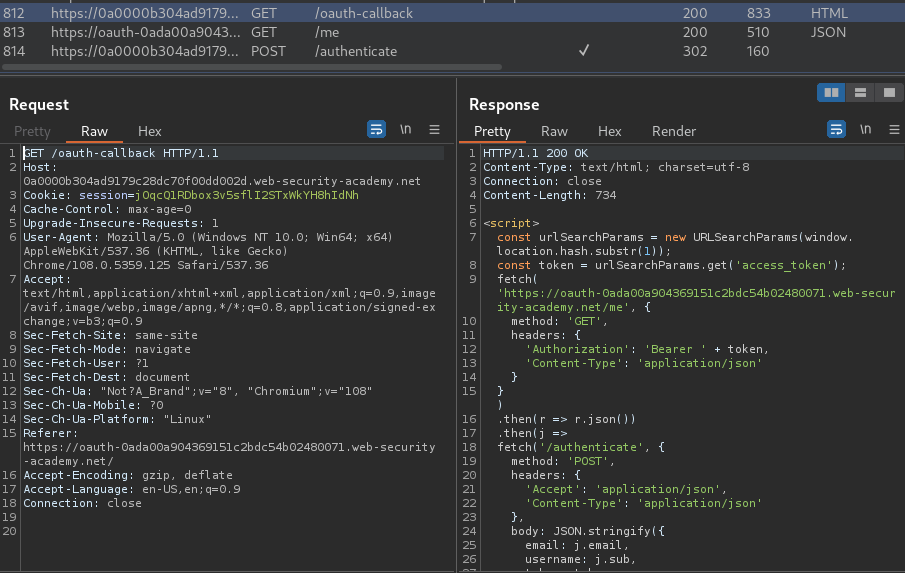 812 https://0a0000b304ad9179... GET /oauth-callback 200 833 HTML
813 https://oauth-0ada00a9043... GET /me 200 510 JSON
814 https://0a0000b304ad9179... POST /authenticate ✓ 302 160
Request
Pretty Raw Hex \n
1 GET /oauth-callback HTTP/1.1
2 Host:
0a0000b304ad9179c28dc70f00dd002d.web-security-academy.net
3 Cookie: session=jOqcQ1RDbox3v5sflI2STxWkYH8hIdNh
4 Cache-Control: max-age=0
5 Upgrade-Insecure-Requests: 1
6 User-Agent: Mozilla/5.0 (Windows NT 10.0; Win64; x64)
AppleWebKit/537.36 (KHTML, like Gecko)
Chrome/108.0.5359.125 Safari/537.36
7 Accept:
text/html,application/xhtml+xml,application/xml;q=0.9,image
/avif,image/webp,image/apng,*/*;q=0.8,application/signed-ex
change;v=b3;q=0.9
8 Sec-Fetch-Site: same-site
9 Sec-Fetch-Mode: navigate
10 Sec-Fetch-User: ?1
11 Sec-Fetch-Dest: document
12 Sec-Ch-Ua: "Not?A_Brand";v="8", "Chromium";v="108"
13 Sec-Ch-Ua-Mobile: ?0
14 Sec-Ch-Ua-Platform: "Linux"
15 Referer:
https://oauth-0ada00a904369151c2bdc54b02480071.web-security
-academy.net/
16 Accept-Encoding: gzip, deflate
17 Accept-Language: en-US,en;q=0.9
18 Connection: close
19
20
Response
Pretty Raw Hex Render \n
1 HTTP/1.1 200 OK
2 Content-Type: text/html; charset=utf-8
3 Connection: close
4 Content-Length: 734
5
6 <script>
7 const urlSearchParams = new URLSearchParams(window.
location.hash.substr(1));
8 const token = urlSearchParams.get('access_token');
9 fetch(
'https://oauth-0ada00a904369151c2bdc54b02480071.web-secur
ity-academy.net/me', {
10 method: 'GET',
11 headers: {
12 'Authorization': 'Bearer ' + token,
13 'Content-Type': 'application/json'
14 }
15 }
)
16 .then(r => r.json())
17 .then(j =>
18 fetch('/authenticate', {
19 method: 'POST',
20 headers: {
21 'Accept': 'application/json',
22 'Content-Type': 'application/json'
23 },
24 body: JSON.stringify({
25 email: j.email,
26 username: j.sub,